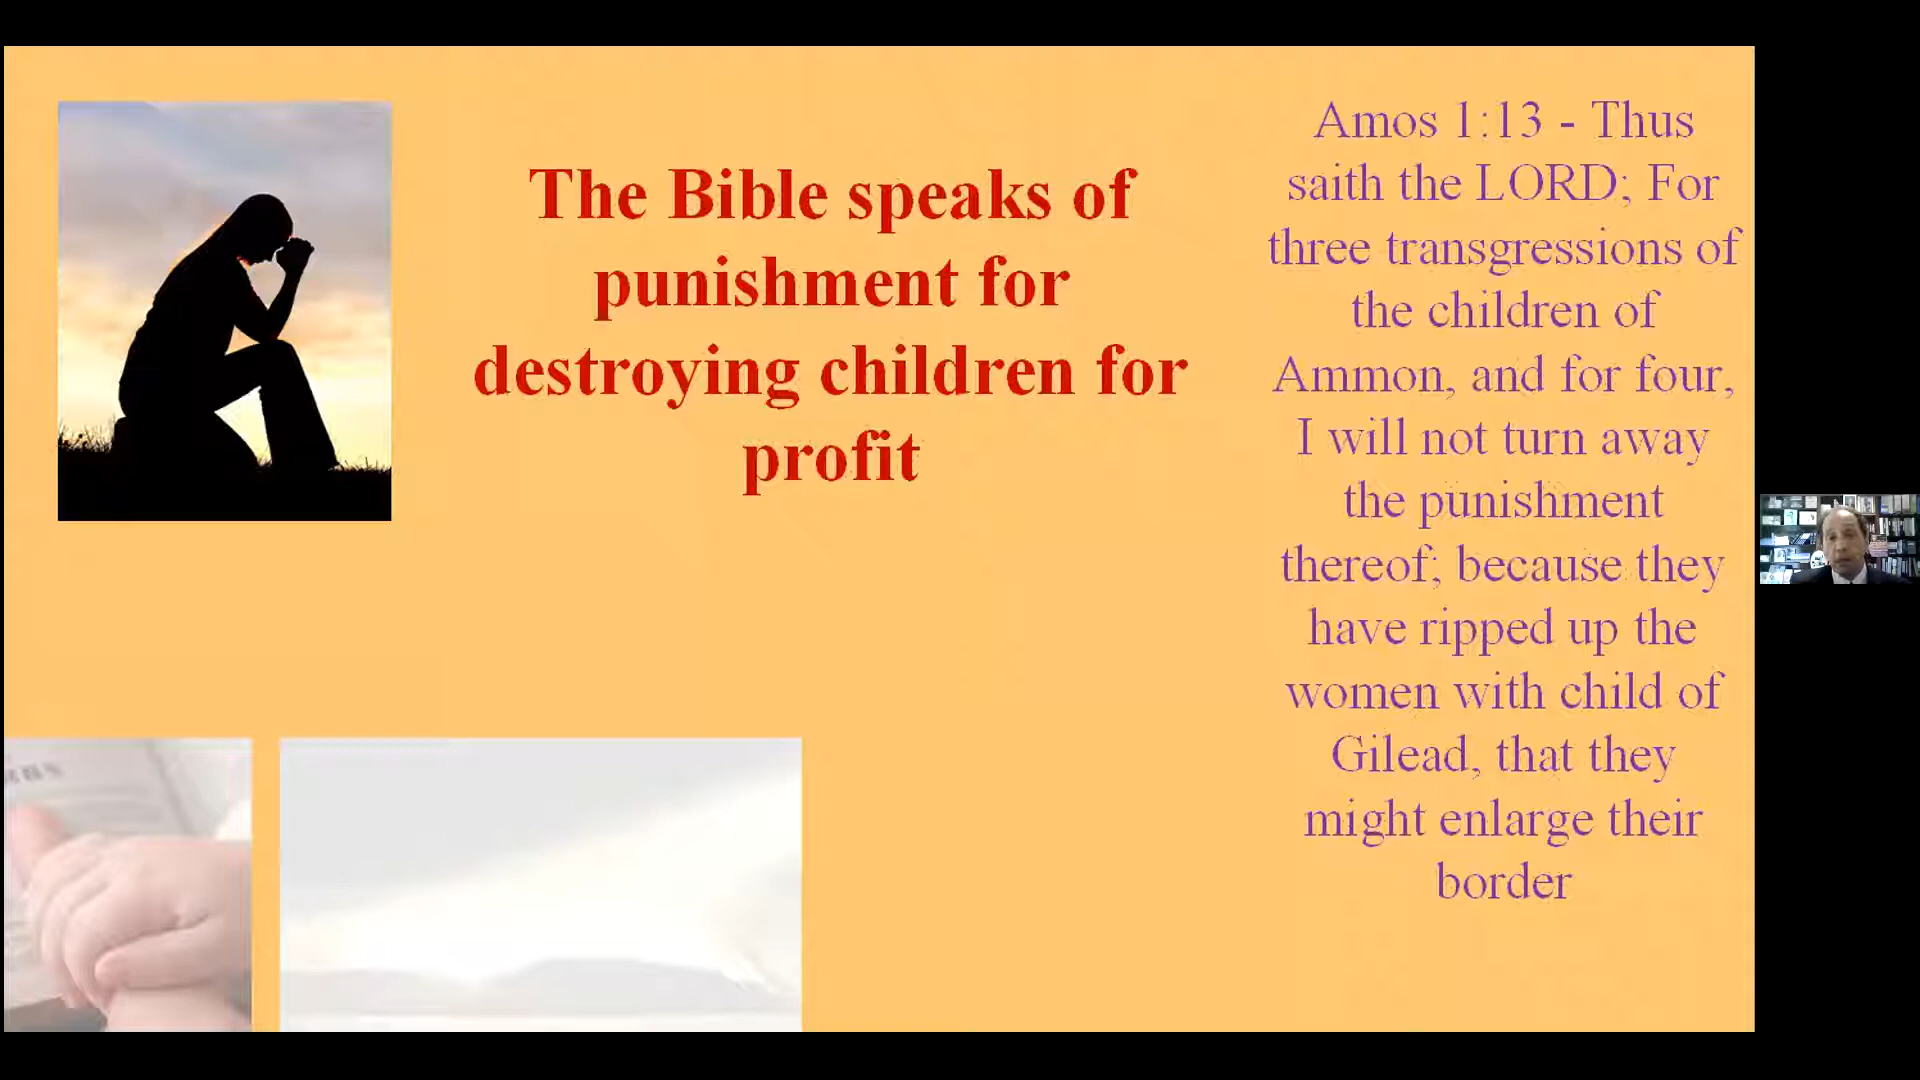 The Bible speaks of
punishment for
destroying children for
profit
Amos 1:13 - Thus
saith the LORD; For
three transgressions of
the children of
Ammon, and for four,
I will not turn away
the punishment
thereof; because they
have ripped up the
women with child of
Gilead, that they
might enlarge their
border